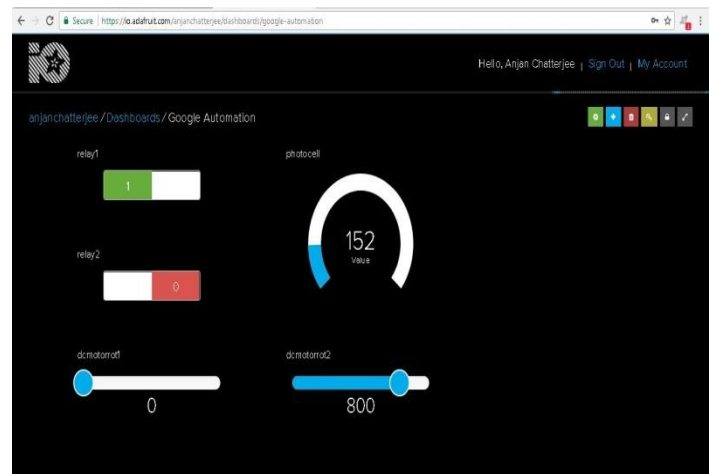 Secure | https://io.adafruit.com/anjanchatterjee/dashboards/google-automation
Hello, Anjan Chatterjee | Sign Out | My Account
anjanchatterjee / Dashboards / Google Automation
relay1
1
photocell
152
Value
relay2
0
dcmotorrot1
0
dcmotorrot2
800